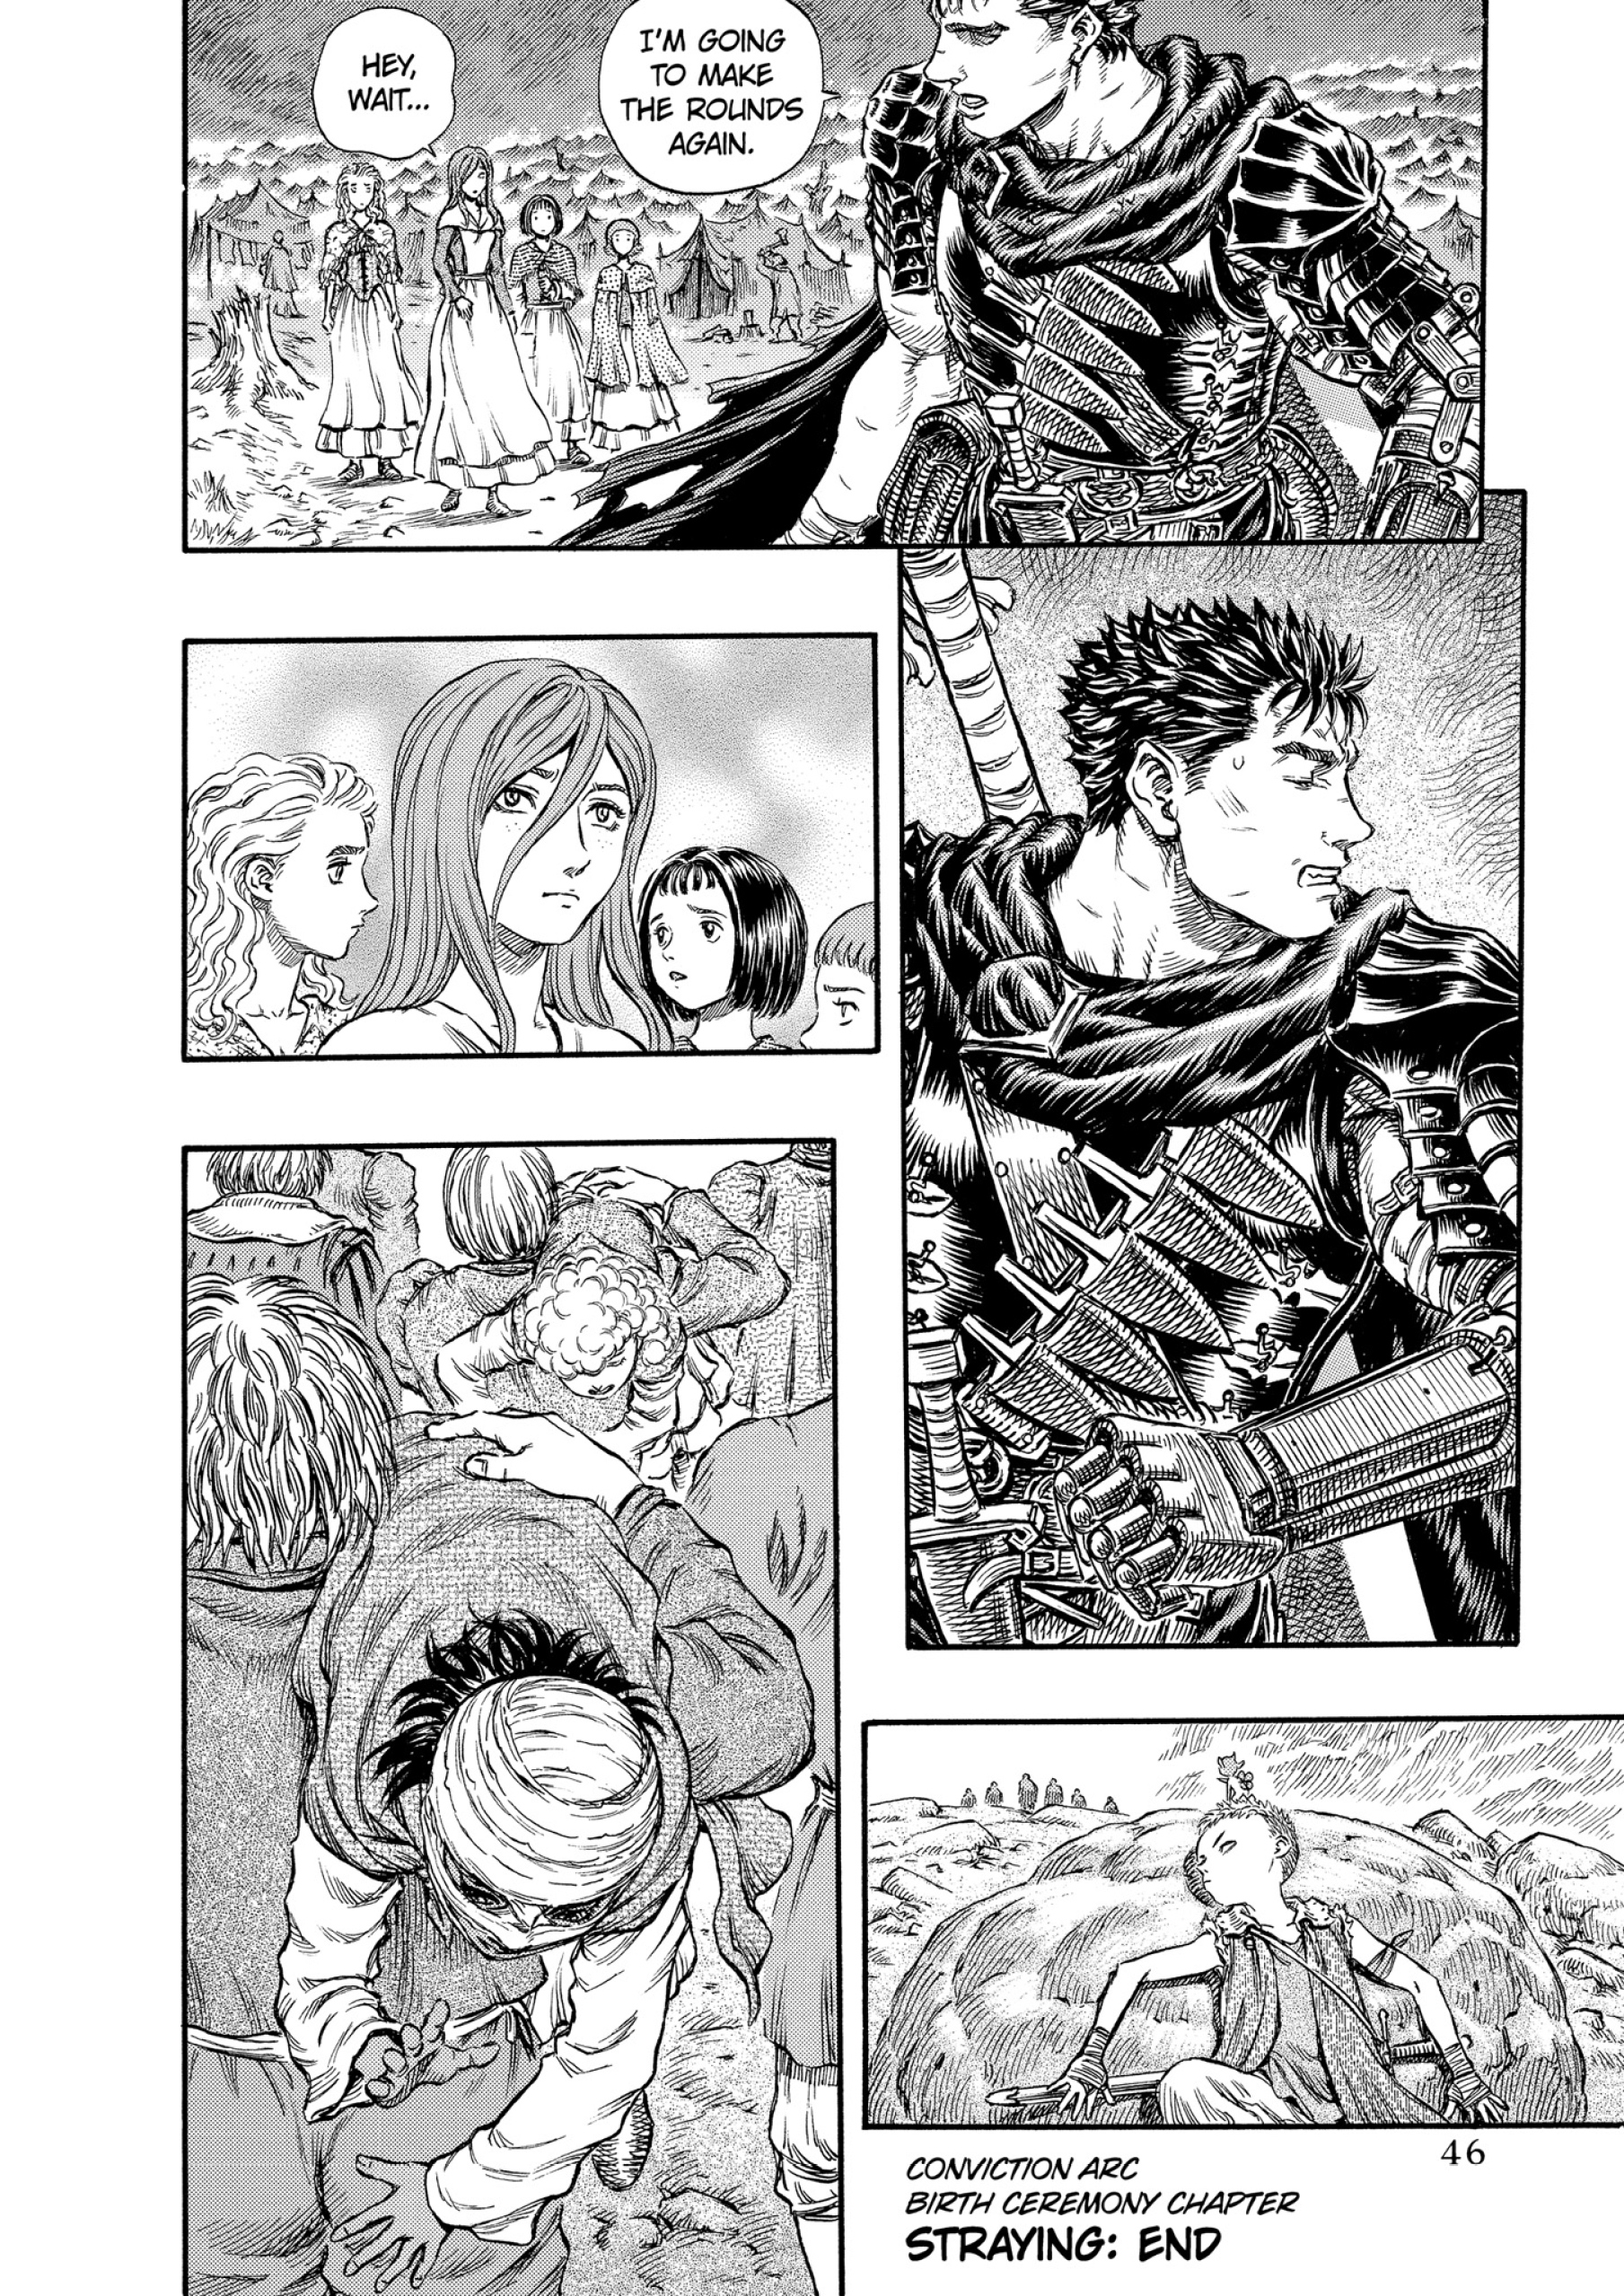 I'M GOING
TO MAKE
THE ROUNDS
AGAIN.
HEY,
WAIT...
46
CONVICTION ARC
BIRTH CEREMONY CHAPTER
STRAYING: END